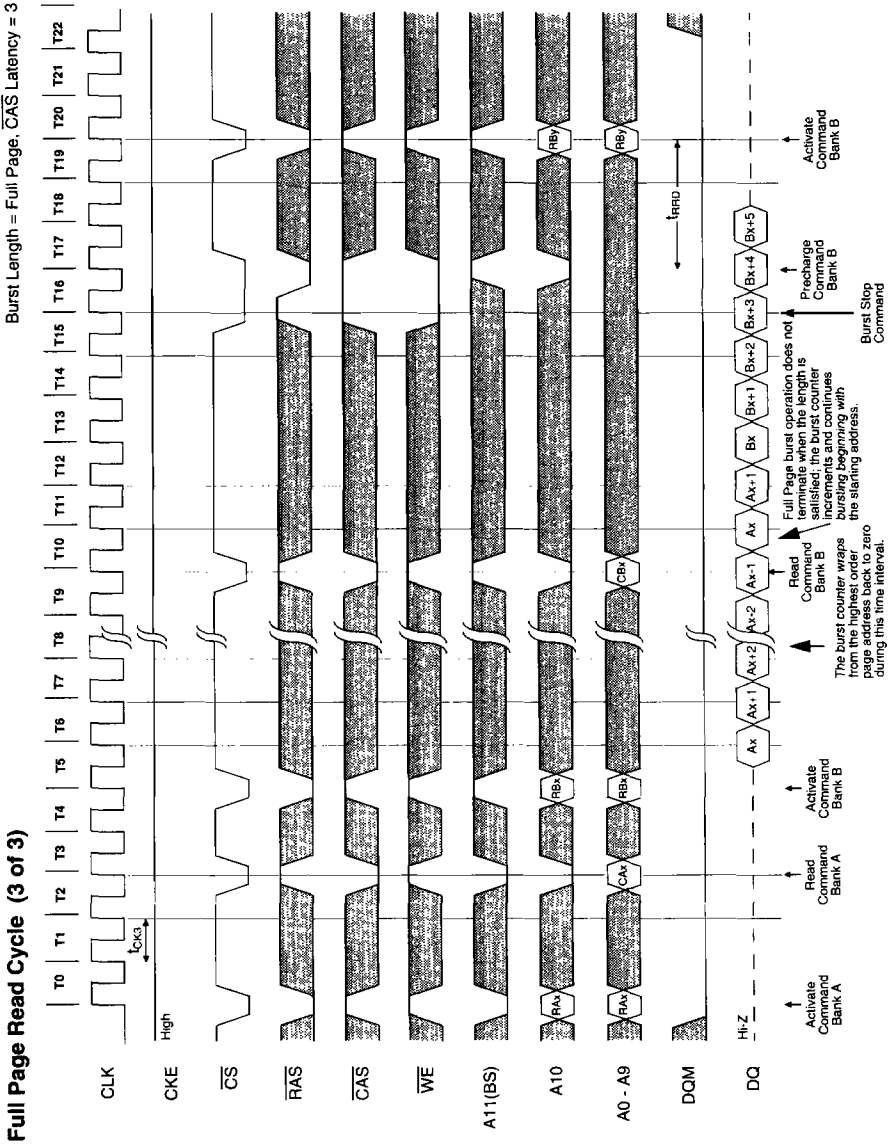 Full Page Read Cycle (3 of 3)
Burst Length = Full Page, CAS Latency = 3
T0 T1 T2 T3 T4 T5 T6 T7 T8 T9 T10 T11 T12 T13 T14 T15 T16 T17 T18 T19 T20 T21 T22
CLK
tCK3
CKE
High
CS
RAS
CAS
WE
A11(BS)
A10
RAx RBx RBy
A0 - A9
RAx CAx RBx CBx RBy
tRRD
DQM
DQ
Hi-Z
Ax Ax+1 Ax+2 Ax-2 Ax-1 Ax Ax+1 Bx Bx+1 Bx+2 Bx+3 Bx+4 Bx+5
Activate
Command
Bank A
Read
Command
Bank A
Activate
Command
Bank B
The burst counter wraps
from the highest order
page address back to zero
during this time interval.
Read
Command
Bank B
Full Page burst operation does not
terminate when the length is
satisfied; the burst counter
increments and continues
bursting beginning with
the starting address.
Burst Stop
Command
Precharge
Command
Bank B
Activate
Command
Bank B